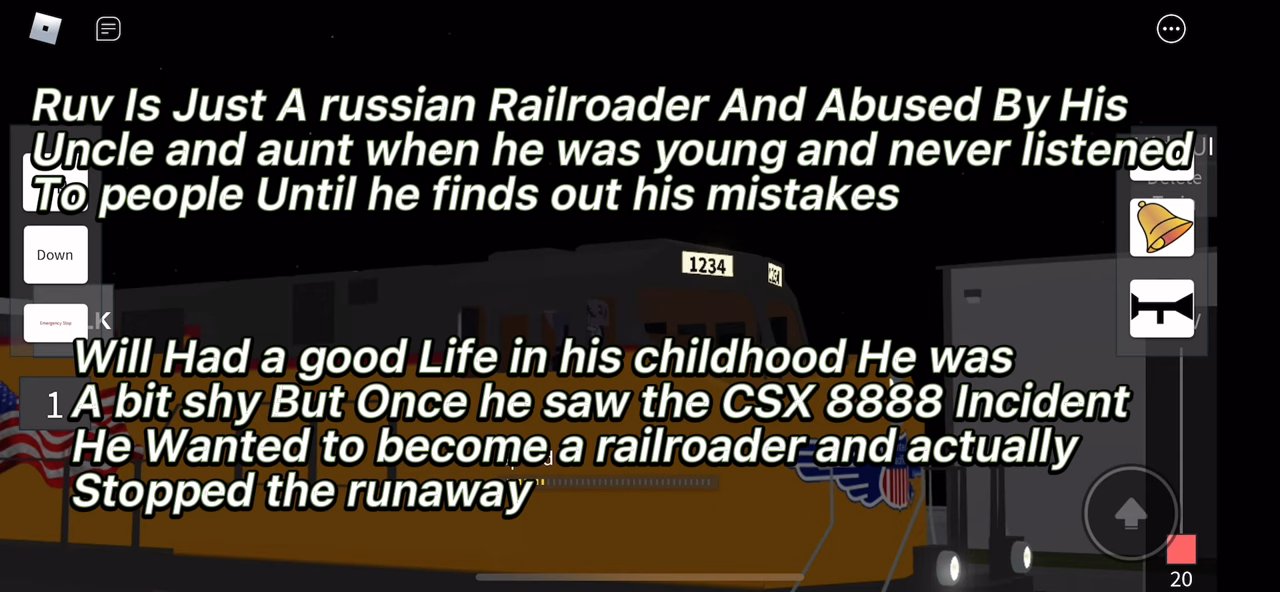 Ruv Is Just A russian Railroader And Abused By His
Uncle and aunt when he was young and never listened
To people Until he finds out his mistakes
1234
Down
Emergency Stop
Will Had a good Life in his childhood He was
1
A bit shy But Once he saw the CSX 8888 Incident
He Wanted to become a railroader and actually
Stopped the runaway
20